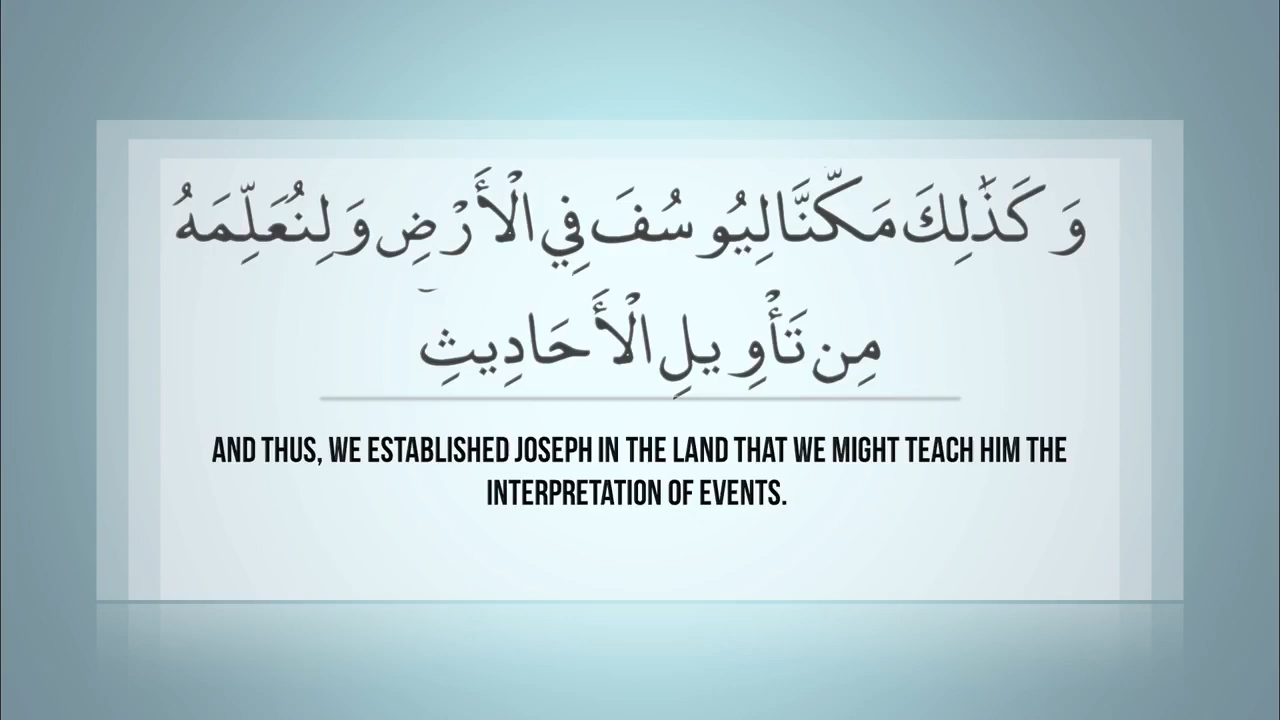 وَكَذَٰلِكَ مَكَّنَّا لِيُوسُفَ فِي الْأَرْضِ وَلِنُعَلِّمَهُ
مِن تَأْوِيلِ الْأَحَادِيثِ
AND THUS, WE ESTABLISHED JOSEPH IN THE LAND THAT WE MIGHT TEACH HIM THE
INTERPRETATION OF EVENTS.